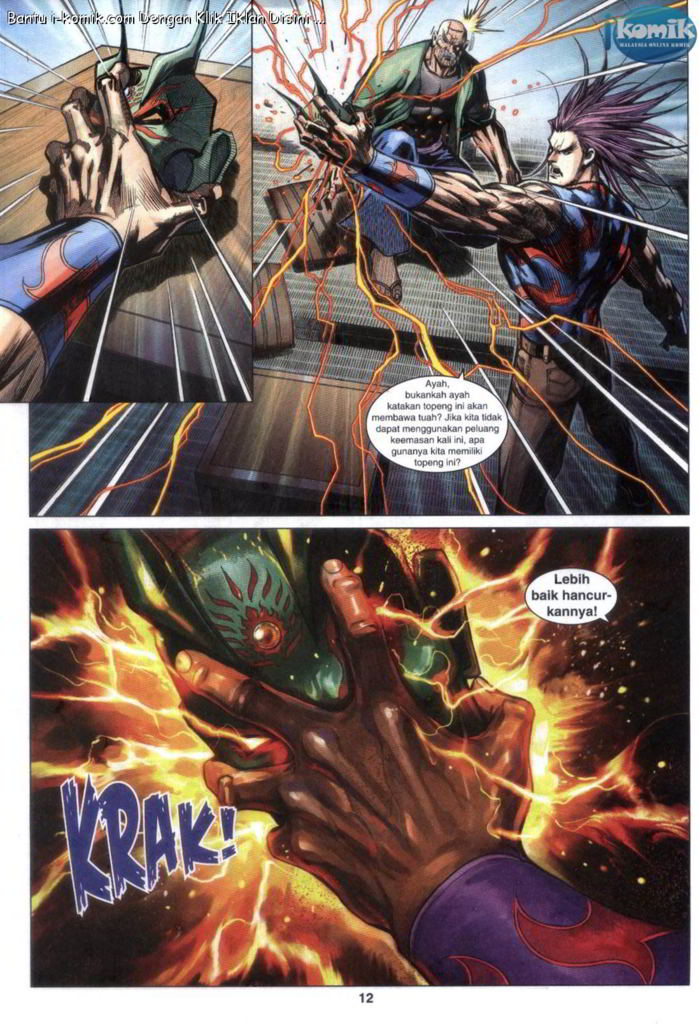 Bantu i-komik.com Dengan Klik IKlan Disini ...
ikomik
MALAYSIA ONLINE KOMIK
Ayah,
bukankah ayah
katakan topeng ini akan
membawa tuah? Jika kita tidak
dapat menggunakan peluang
keemasan kali ini, apa
gunanya kita memiliki
topeng ini?
Lebih
baik hancur-
kannya!
KRAK!
12